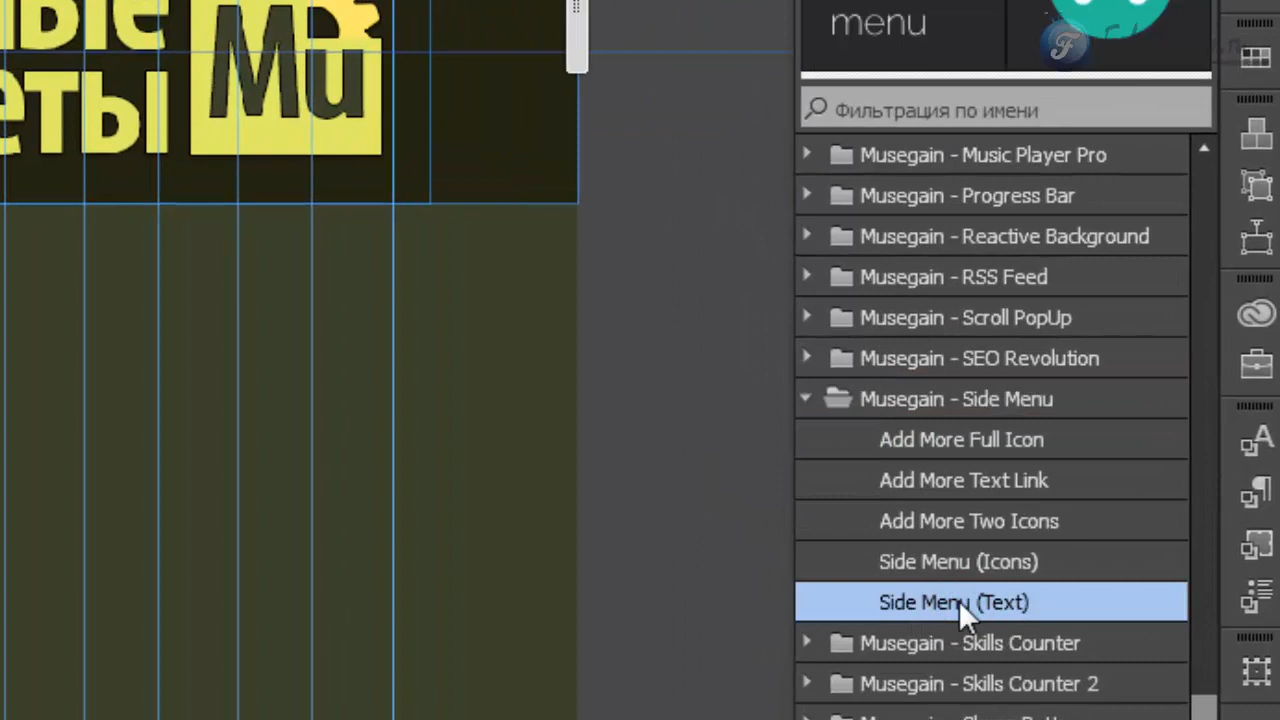 ые
еты
Mu
menu
Фильтрация по имени
Musegain - Music Player Pro
Musegain - Progress Bar
Musegain - Reactive Background
Musegain - RSS Feed
Musegain - Scroll PopUp
Musegain - SEO Revolution
Musegain - Side Menu
Add More Full Icon
Add More Text Link
Add More Two Icons
Side Menu (Icons)
Side Menu (Text)
Musegain - Skills Counter
Musegain - Skills Counter 2